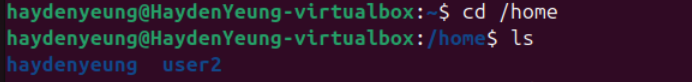 haydenyeung@HaydenYeung-virtualbox:~$ cd /home
haydenyeung@HaydenYeung-virtualbox:/home$ ls
haydenyeung  user2